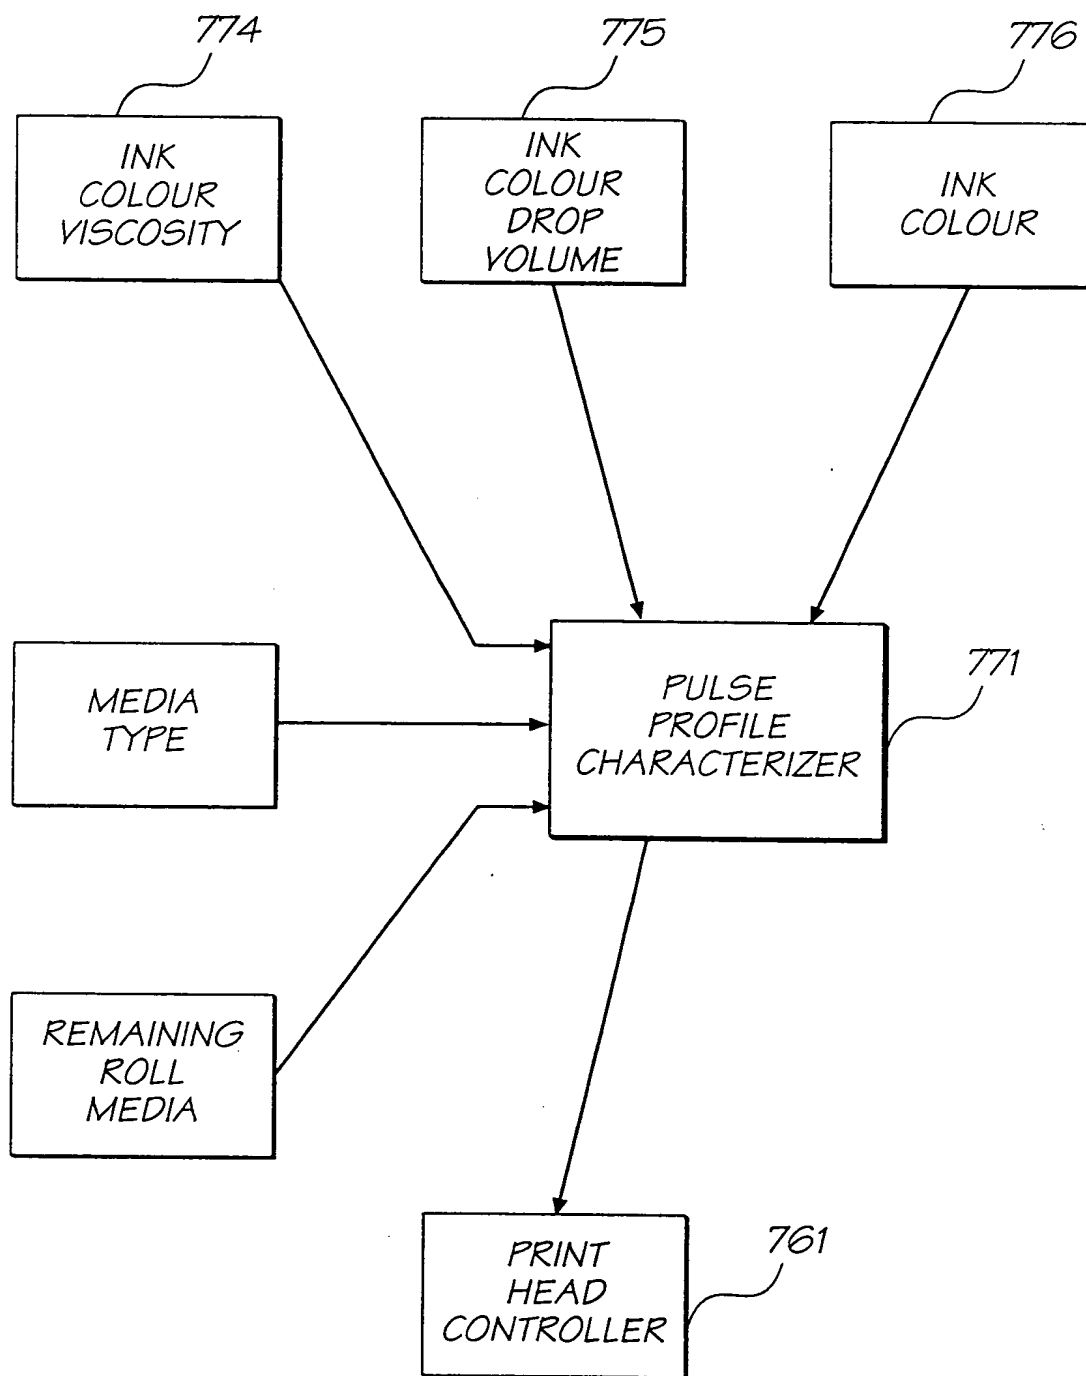 774
775
776
INK
COLOUR
VISCOSITY
INK
COLOUR
DROP
VOLUME
INK
COLOUR
MEDIA
TYPE
PULSE
PROFILE
CHARACTERIZER
771
REMAINING
ROLL
MEDIA
PRINT
HEAD
CONTROLLER
761